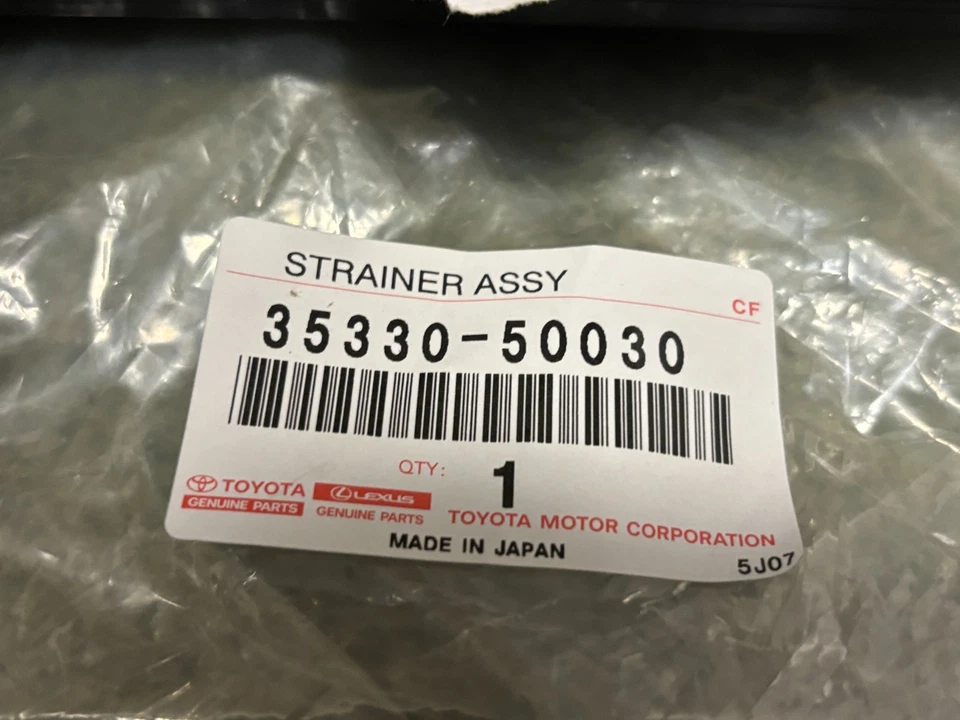 STRAINER ASSY
CF
35330-50030
QTY: 1
TOYOTA
GENUINE PARTS
LEXUS
GENUINE PARTS
TOYOTA MOTOR CORPORATION
MADE IN JAPAN
5J07